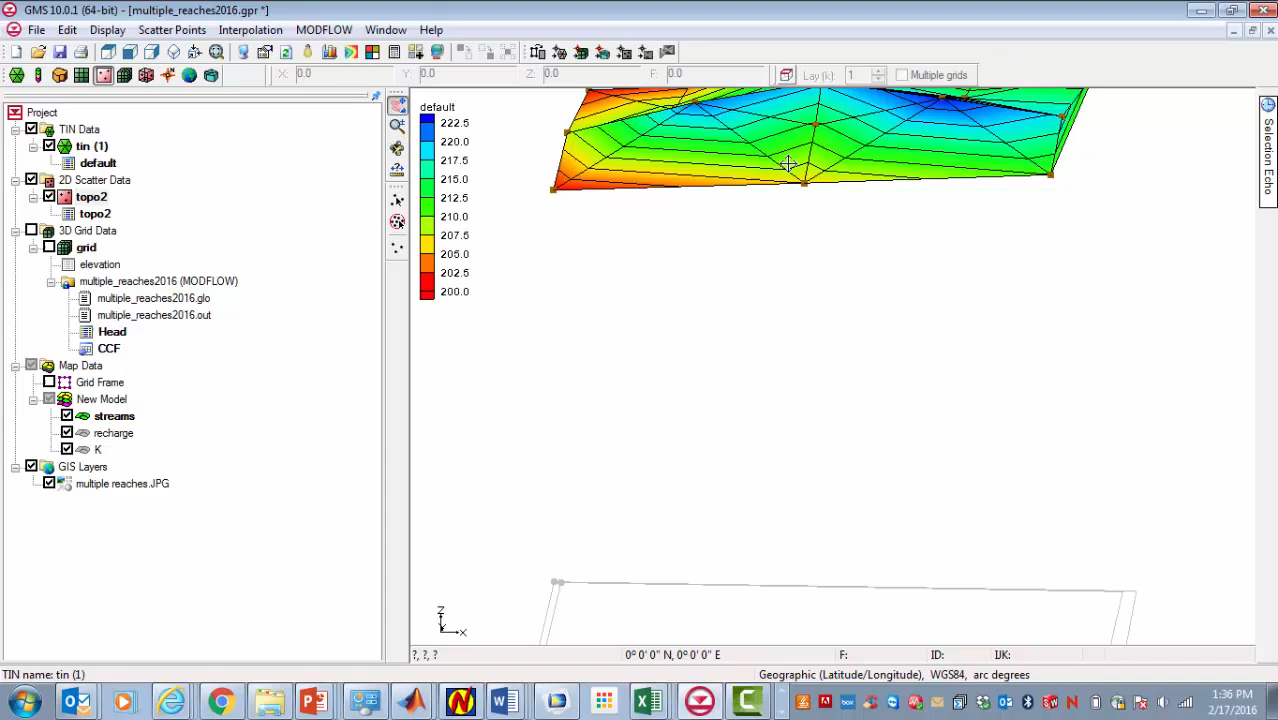 GMS 10.0.1 (64-bit) - [multiple_reaches2016.gpr *]
File Edit Display Scatter Points Interpolation MODFLOW Window Help
X: 0.0 Y: 0.0 Z: 0.0 F: 0.0 lay (k): 1 Multiple grids
Project
TIN Data
tin (1)
default
2D Scatter Data
topo2
topo2
3D Grid Data
grid
elevation
multiple_reaches2016 (MODFLOW)
multiple_reaches2016.glo
multiple_reaches2016.out
Head
CCF
Map Data
Grid Frame
New Model
streams
recharge
K
GIS Layers
multiple reaches.JPG
default
222.5
220.0
217.5
215.0
212.5
210.0
207.5
205.0
202.5
200.0
Z
Y
X
Selection Echo
?, ?, ? 0º 0' 0" N, 0º 0' 0" E F: ID: IJK:
TIN name: tin (1) Geographic (Latitude/Longitude), WGS84, arc degrees
1:36 PM
2/17/2016